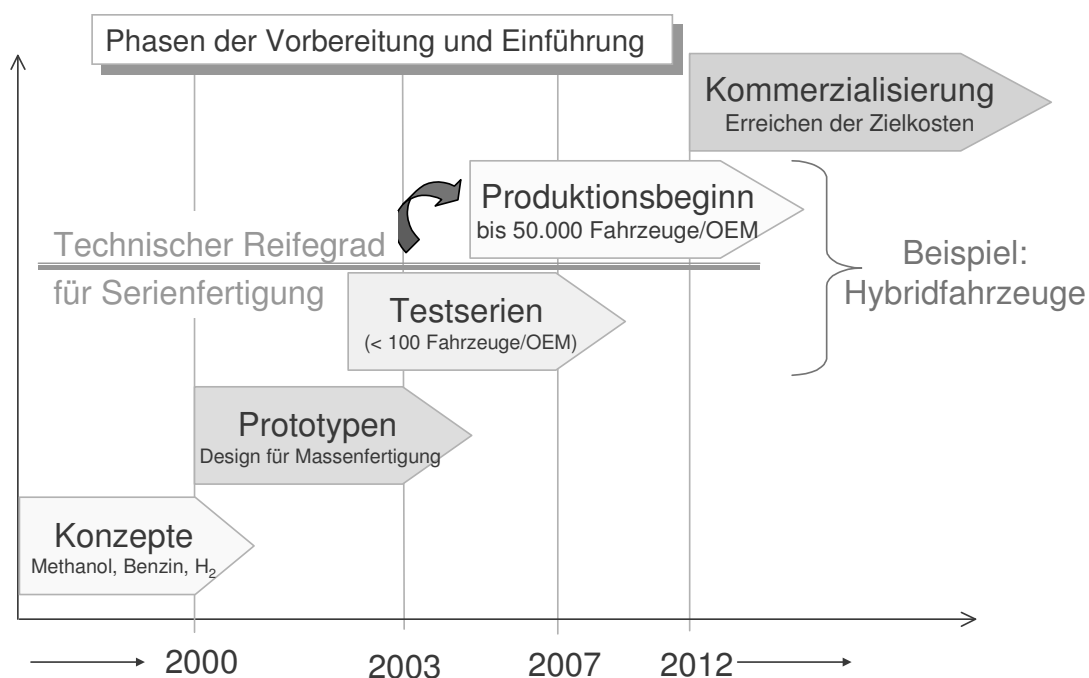 Phasen der Vorbereitung und Einführung
Kommerzialisierung
Erreichen der Zielkosten
Produktionsbeginn
bis 50.000 Fahrzeuge/OEM
Technischer Reifegrad
für Serienfertigung
Beispiel:
Hybridfahrzeuge
Testserien
(< 100 Fahrzeuge/OEM)
Prototypen
Design für Massenfertigung
Konzepte
Methanol, Benzin, H₂
2000 2003 2007 2012